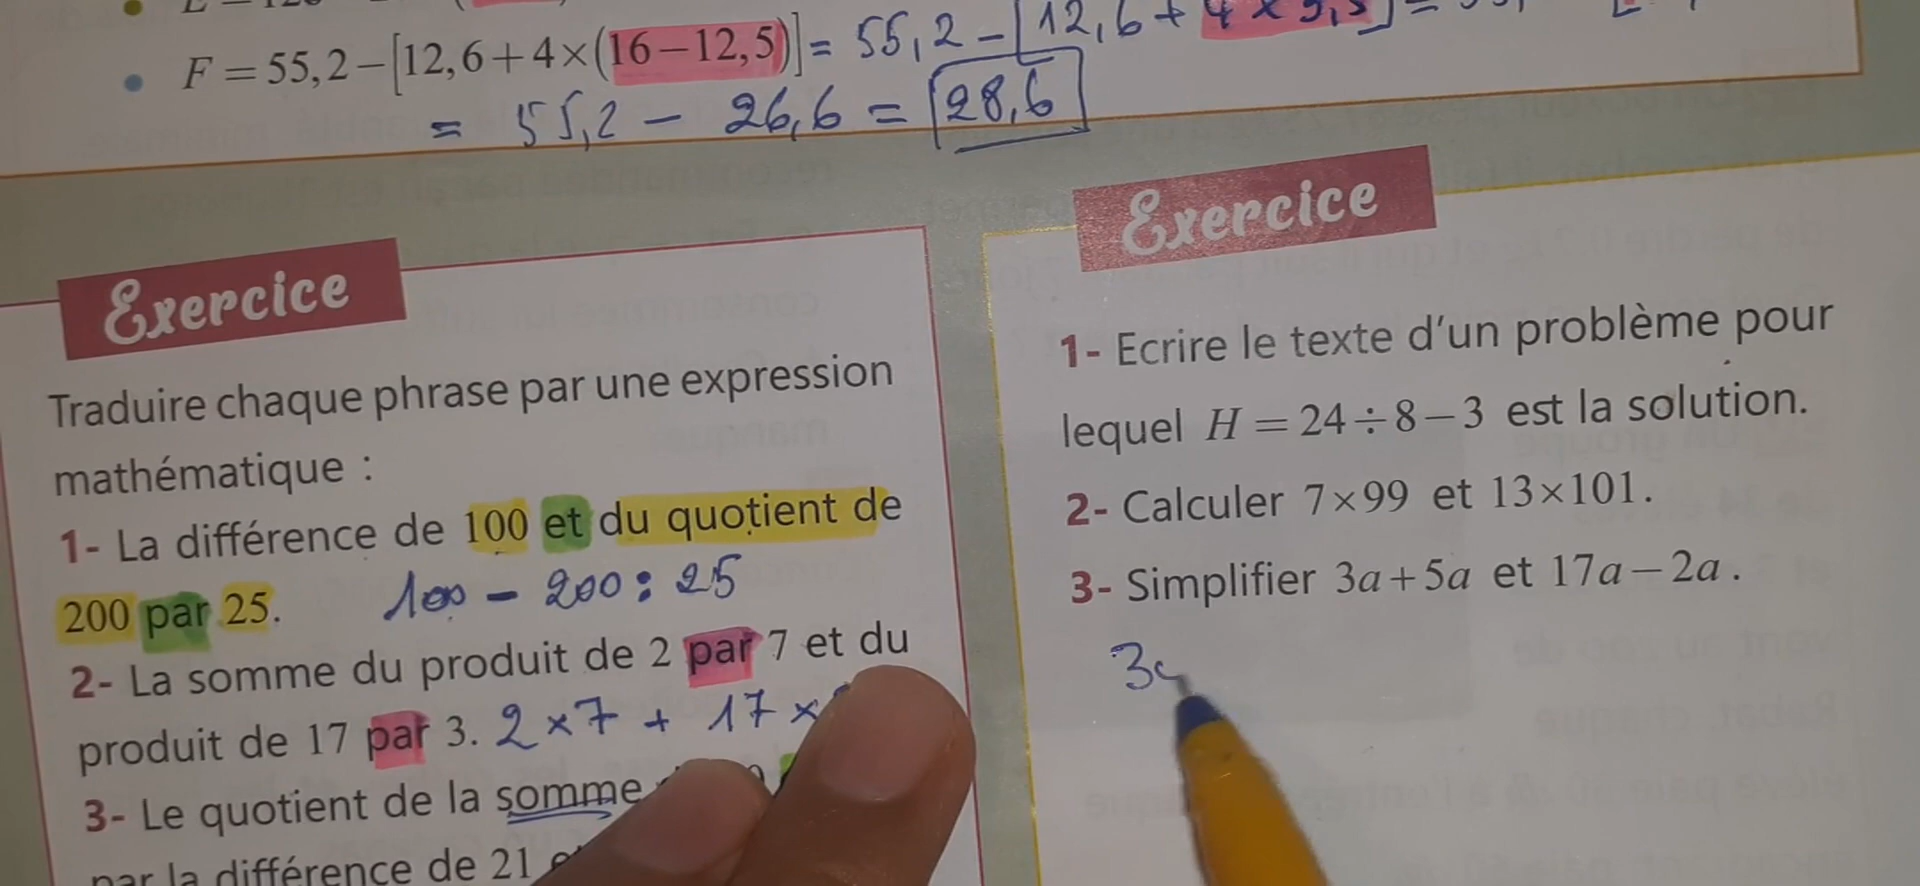 F = 55,2 − [12,6 + 4 × (16 − 12,5)] = 55,2 − [12,6 + 4 ×
= 55,2 − 26,6 = 28,6
Exercice
Traduire chaque phrase par une expression
mathématique :
1- La différence de 100 et du quotient de
200 par 25. 100 − 200 : 25
2- La somme du produit de 2 par 7 et du
produit de 17 par 3. 2 × 7 + 17 ×
3- Le quotient de la somme
par la différence de 21
Exercice
1- Ecrire le texte d'un problème pour
lequel H = 24 ÷ 8 − 3 est la solution.
2- Calculer 7×99 et 13×101.
3- Simplifier 3a + 5a et 17a − 2a.
3